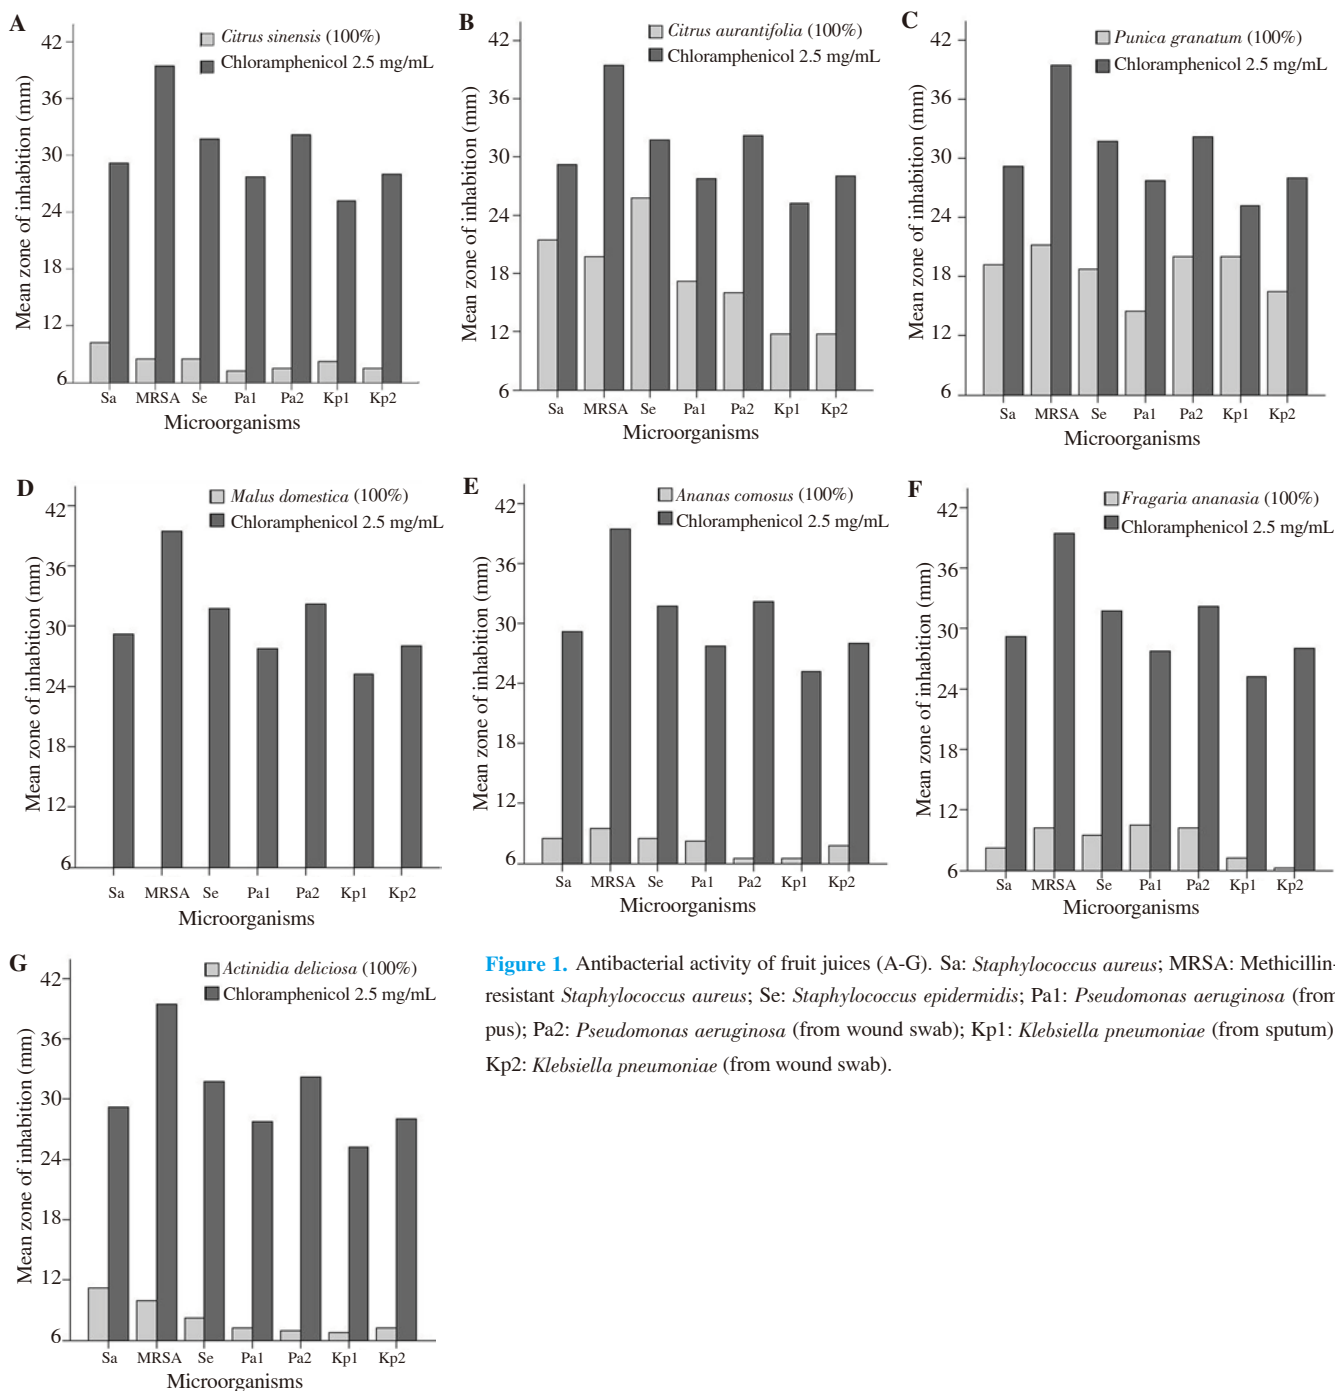 A
Citrus sinensis (100%)
Chloramphenicol 2.5 mg/mL
Mean zone of inhabition (mm)
42
36
30
24
18
12
6
Sa MRSA Se Pa1 Pa2 Kp1 Kp2
Microorganisms
B
Citrus aurantifolia (100%)
Chloramphenicol 2.5 mg/mL
Mean zone of inhabition (mm)
42
36
30
24
18
12
6
Sa MRSA Se Pa1 Pa2 Kp1 Kp2
Microorganisms
C
Punica granatum (100%)
Chloramphenicol 2.5 mg/mL
Mean zone of inhabition (mm)
42
36
30
24
18
12
6
Sa MRSA Se Pa1 Pa2 Kp1 Kp2
Microorganisms
D
Malus domestica (100%)
Chloramphenicol 2.5 mg/mL
Mean zone of inhabition (mm)
42
36
30
24
18
12
6
Sa MRSA Se Pa1 Pa2 Kp1 Kp2
Microorganisms
E
Ananas comosus (100%)
Chloramphenicol 2.5 mg/mL
Mean zone of inhabition (mm)
42
36
30
24
18
12
6
Sa MRSA Se Pa1 Pa2 Kp1 Kp2
Microorganisms
F
Fragaria ananasia (100%)
Chloramphenicol 2.5 mg/mL
Mean zone of inhabition (mm)
42
36
30
24
18
12
6
Sa MRSA Se Pa1 Pa2 Kp1 Kp2
Microorganisms
G
Actinidia deliciosa (100%)
Chloramphenicol 2.5 mg/mL
Mean zone of inhabition (mm)
42
36
30
24
18
12
6
Sa MRSA Se Pa1 Pa2 Kp1 Kp2
Microorganisms
Figure 1. Antibacterial activity of fruit juices (A-G). Sa: Staphylococcus aureus; MRSA: Methicillin-
resistant Staphylococcus aureus; Se: Staphylococcus epidermidis; Pa1: Pseudomonas aeruginosa (from
pus); Pa2: Pseudomonas aeruginosa (from wound swab); Kp1: Klebsiella pneumoniae (from sputum)
Kp2: Klebsiella pneumoniae (from wound swab).